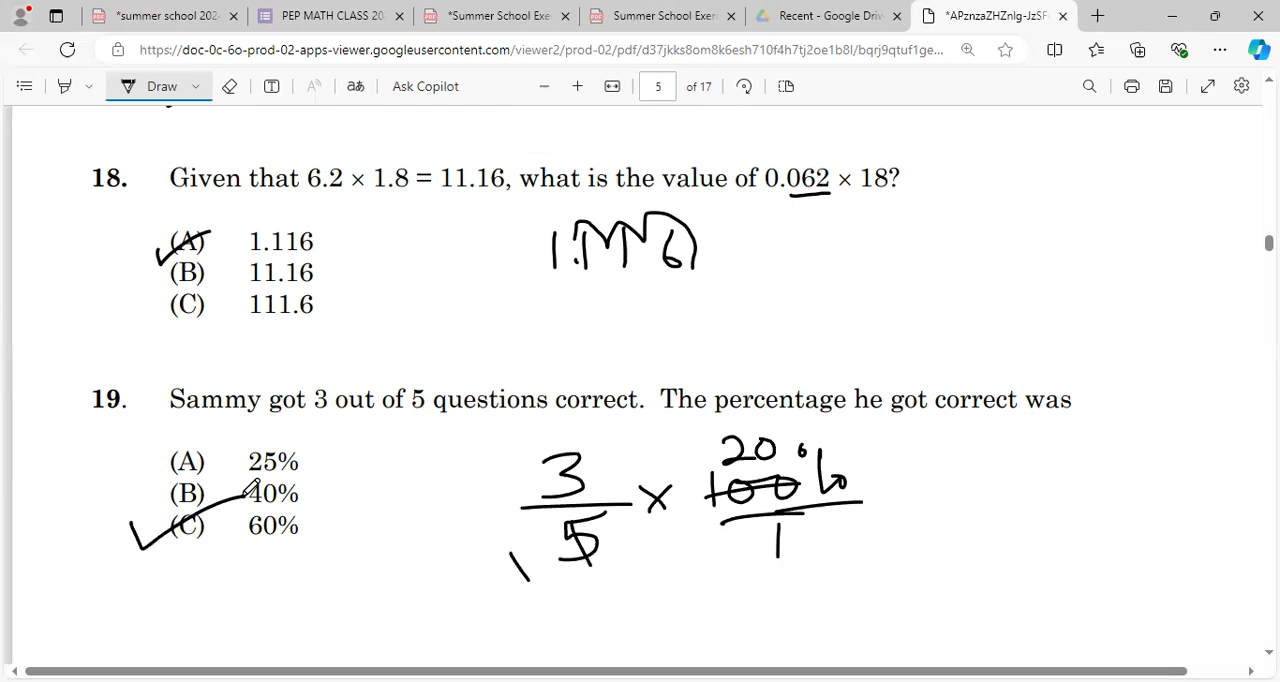 *summer school 202
PEP MATH CLASS 20
*Summer School Exe
Summer School Exer
Recent - Google Driv
*APznzaZHZnlg-JzSF
https://doc-0c-6o-prod-02-apps-viewer.googleusercontent.com/viewer2/prod-02/pdf/d37jkks8om8k6esh710f4h7tj2oe1b8l/bqrj9qtuf1ge...
Draw
aあ
Ask Copilot
5
of 17
18. Given that 6.2 × 1.8 = 11.16, what is the value of 0.062 × 18?
(A) 1.116
(B) 11.16
(C) 111.6
1.116
19. Sammy got 3 out of 5 questions correct. The percentage he got correct was
(A) 25%
(B) 40%
(C) 60%
20
3 × 100%
5 1